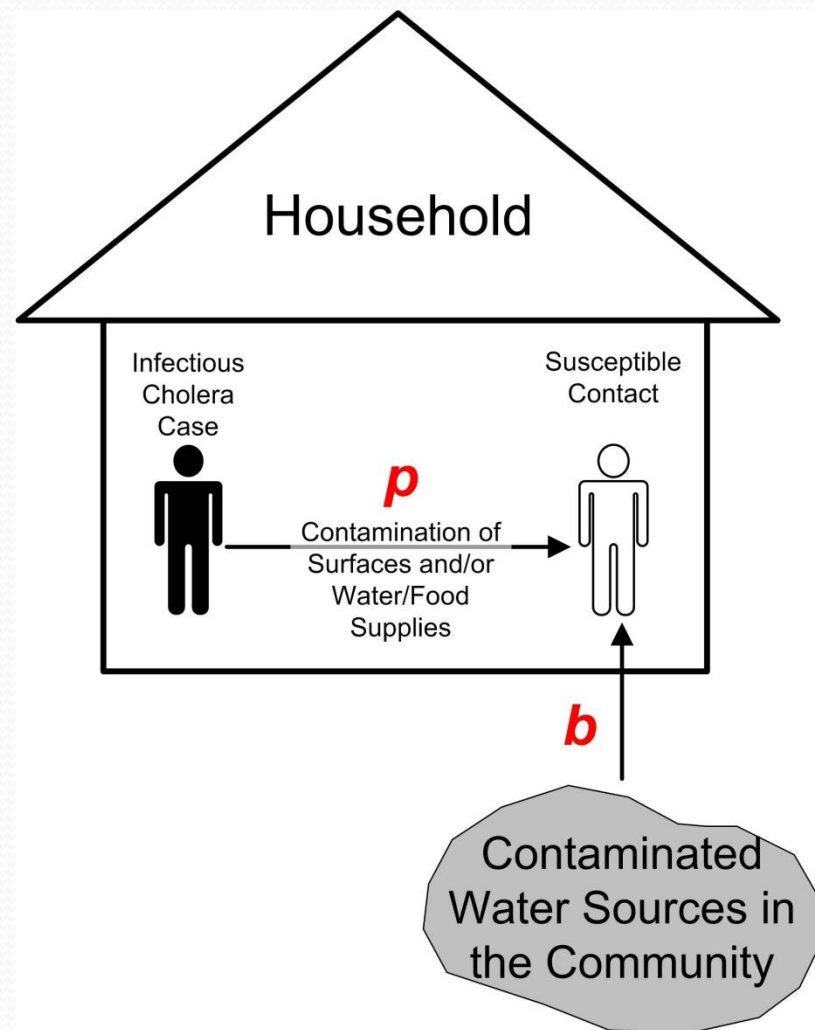 Household
Infectious
Cholera
Case
Susceptible
Contact
p
Contamination of
Surfaces and/or
Water/Food
Supplies
b
Contaminated
Water Sources in
the Community